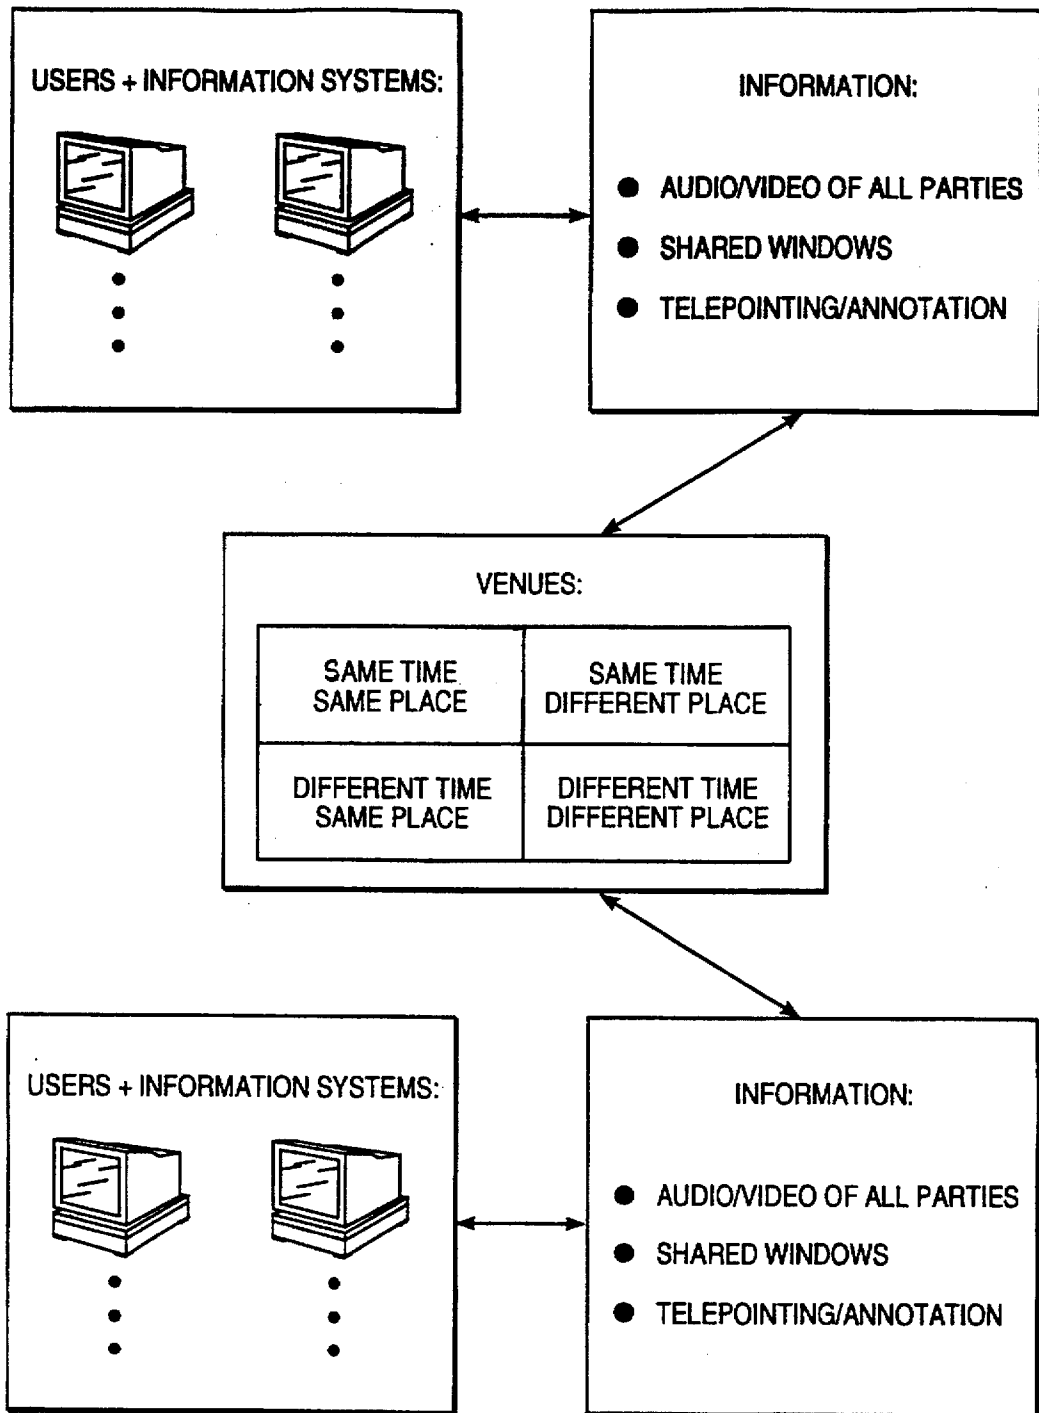 USERS + INFORMATION SYSTEMS:
INFORMATION:
● AUDIO/VIDEO OF ALL PARTIES
● SHARED WINDOWS
● TELEPOINTING/ANNOTATION
VENUES:
SAME TIME
SAME PLACE
SAME TIME
DIFFERENT PLACE
DIFFERENT TIME
SAME PLACE
DIFFERENT TIME
DIFFERENT PLACE
USERS + INFORMATION SYSTEMS:
INFORMATION:
● AUDIO/VIDEO OF ALL PARTIES
● SHARED WINDOWS
● TELEPOINTING/ANNOTATION